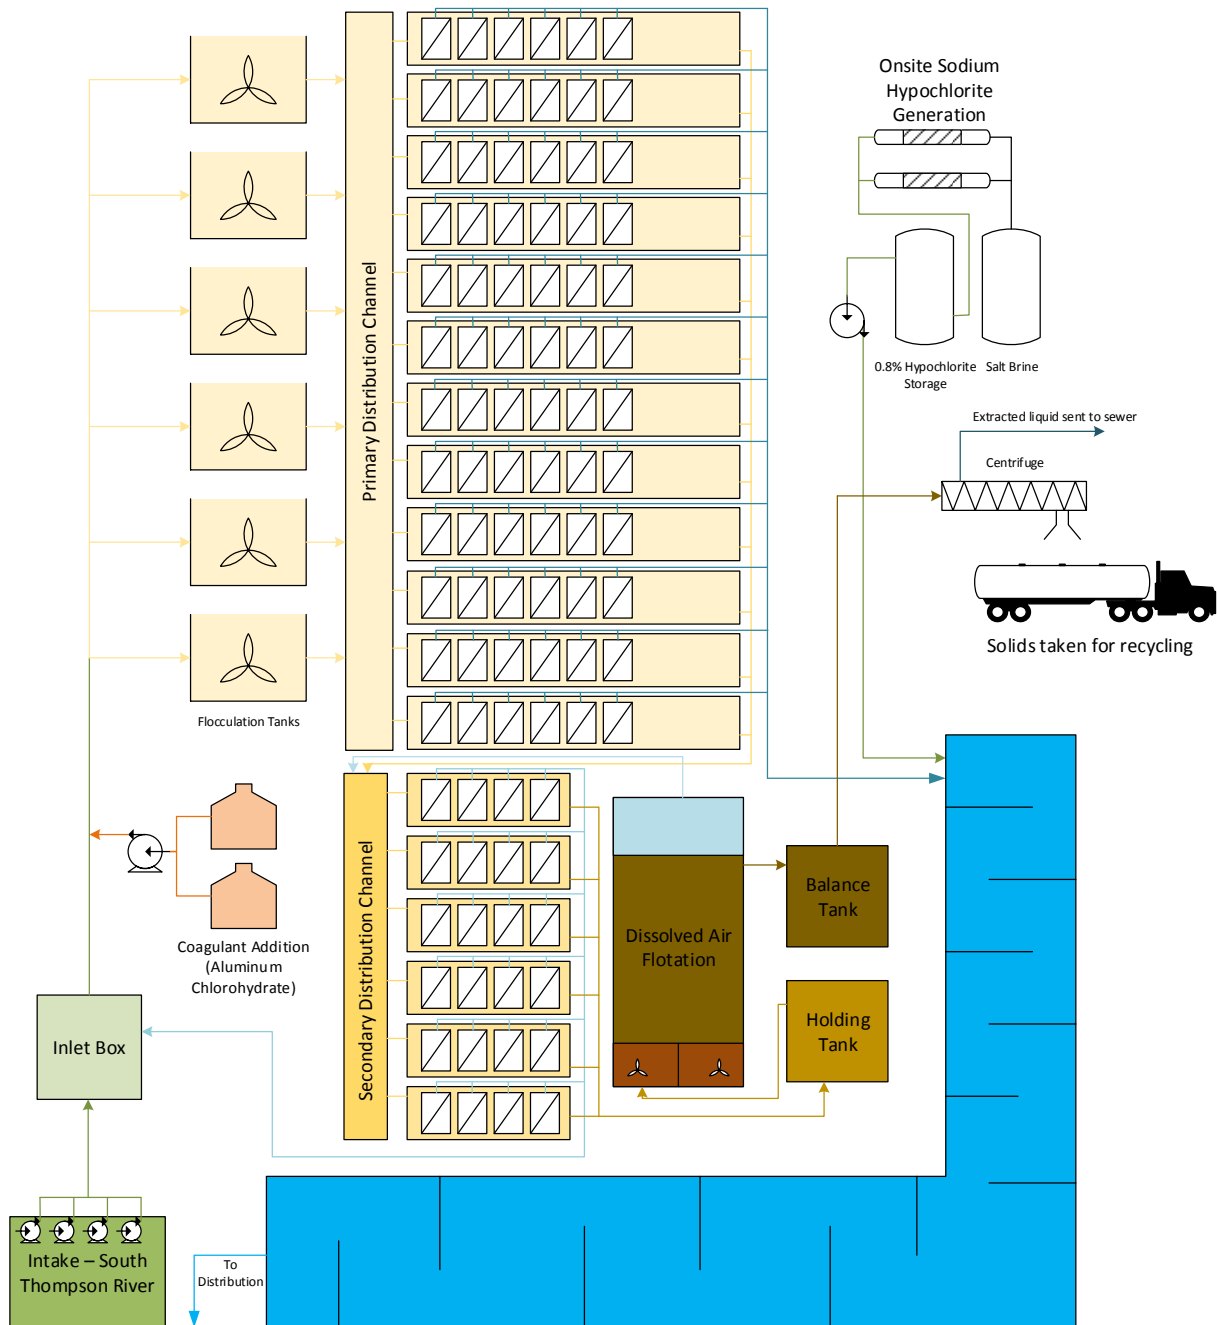 Onsite Sodium
Hypochlorite
Generation
Primary Distribution Channel
0.8% Hypochlorite
Storage
Salt Brine
Extracted liquid sent to sewer
Centrifuge
Solids taken for recycling
Flocculation Tanks
Coagulant Addition
(Aluminum
Chlorohydrate)
Secondary Distribution Channel
Dissolved Air
Flotation
Balance
Tank
Holding
Tank
Inlet Box
Intake – South
Thompson River
To
Distribution